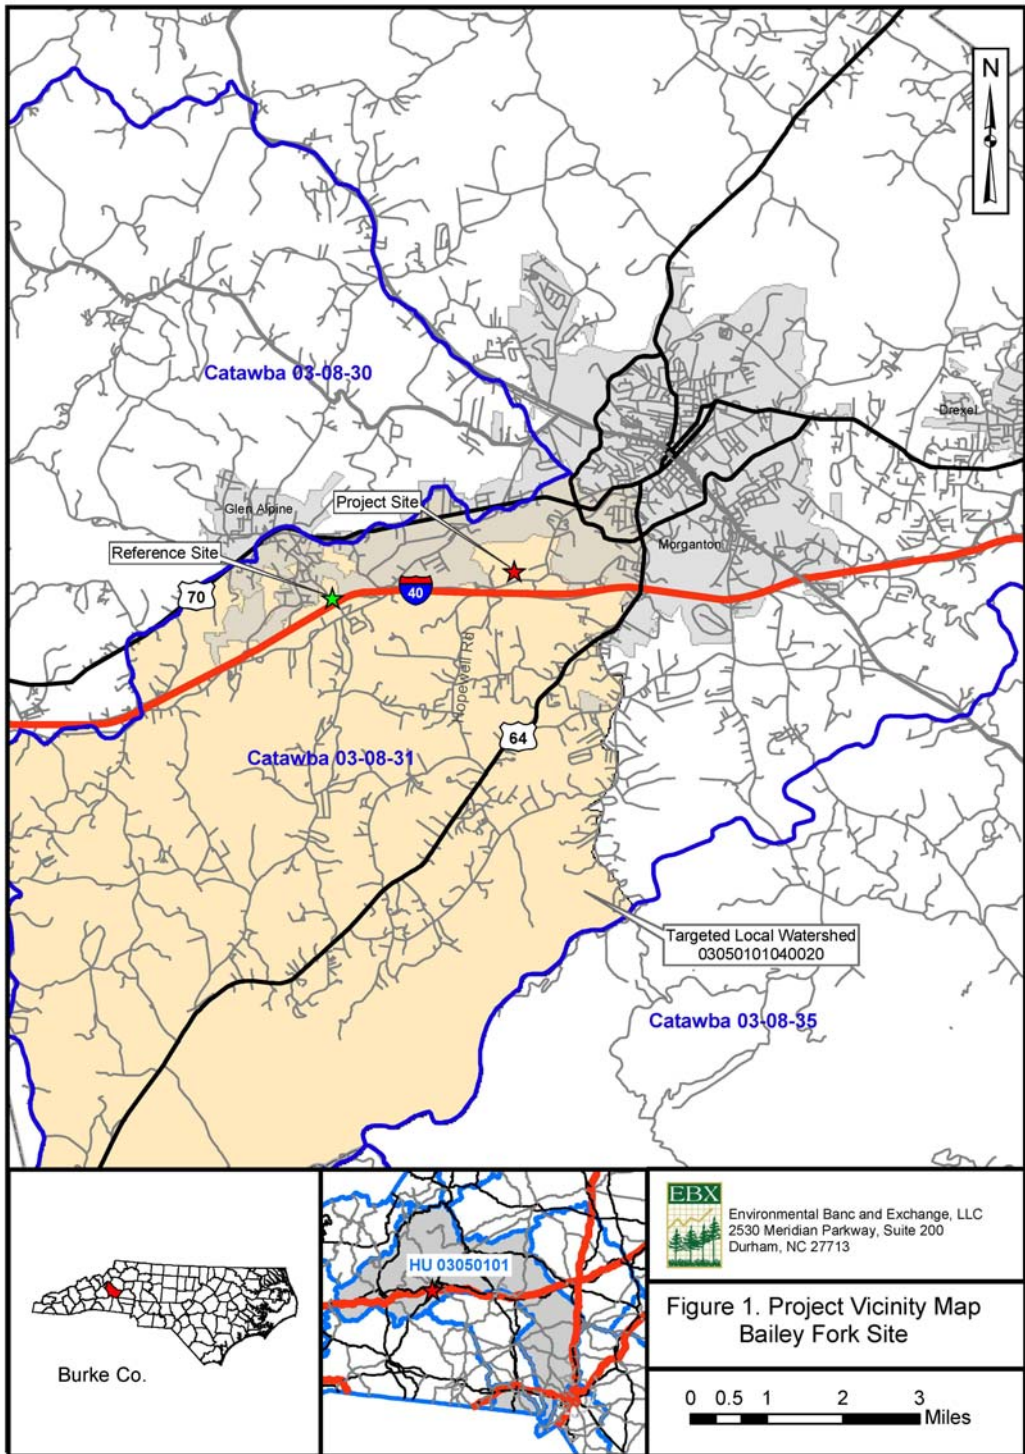 N
Catawba 03-08-30
Drexel
Glen Alpine
Project Site
Morganton
Reference Site
70
40
Hopewell Rd
64
Catawba 03-08-31
Targeted Local Watershed
03050101040020
Catawba 03-08-35
Burke Co.
HU 03050101
EBX
Environmental Banc and Exchange, LLC
2530 Meridian Parkway, Suite 200
Durham, NC 27713
Figure 1. Project Vicinity Map
Bailey Fork Site
0 0.5 1 2 3
Miles